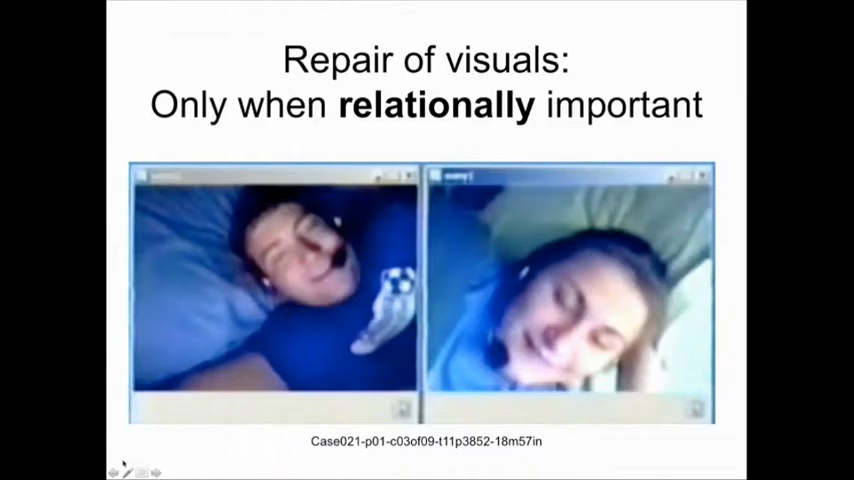 Repair of visuals:
Only when relationally important
Case021-p01-c03of09-t11p3852-18m57in